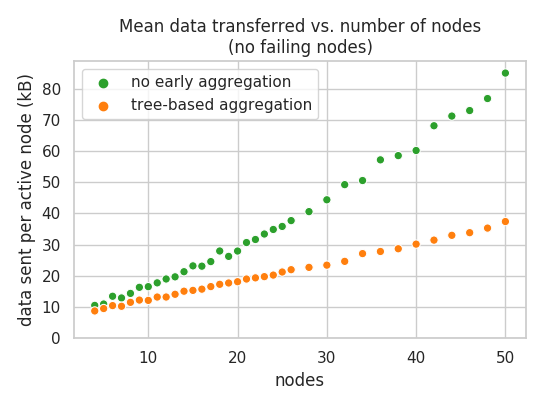 Mean data transferred vs. number of nodes
(no failing nodes)
no early aggregation
tree-based aggregation
data sent per active node (kB)
80
70
60
50
40
30
20
10
0
10 20 30 40 50
nodes